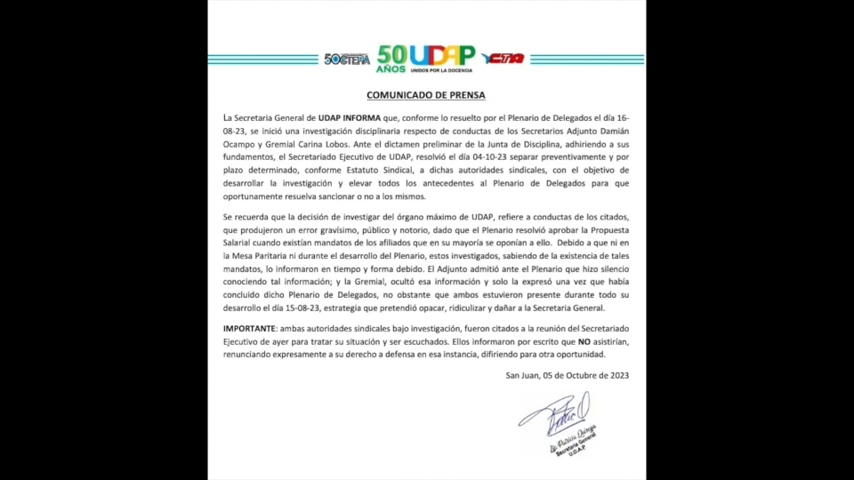 50CTERA
50 AÑOS UDAP
UNIDOS POR LA DOCENCIA
CTA
COMUNICADO DE PRENSA
La Secretaria General de UDAP INFORMA que, conforme lo resuelto por el Plenario de Delegados el día 16-
08-23, se inició una investigación disciplinaria respecto de conductas de los Secretarios Adjunto Damián
Ocampo y Gremial Carina Lobos. Ante el dictamen preliminar de la Junta de Disciplina, adhiriendo a sus
fundamentos, el Secretariado Ejecutivo de UDAP, resolvió el día 04-10-23 separar preventivamente y por
plazo determinado, conforme Estatuto Sindical, a dichas autoridades sindicales, con el objetivo de
desarrollar la investigación y elevar todos los antecedentes al Plenario de Delegados para que
oportunamente resuelva sancionar o no a los mismos.
Se recuerda que la decisión de investigar del órgano máximo de UDAP, refiere a conductas de los citados,
que produjeron un error gravísimo, público y notorio, dado que el Plenario resolvió aprobar la Propuesta
Salarial cuando existían mandatos de los afiliados que en su mayoría se oponían a ello. Debido a que ni en
la Mesa Paritaria ni durante el desarrollo del Plenario, estos investigados, sabiendo de la existencia de tales
mandatos, lo informaron en tiempo y forma debido. El Adjunto admitió ante el Plenario que hizo silencio
conociendo tal información; y la Gremial, ocultó esa información y solo la expresó una vez que había
concluido dicho Plenario de Delegados, no obstante que ambos estuvieron presente durante todo su
desarrollo el día 15-08-23, estrategia que pretendió opacar, ridiculizar y dañar a la Secretaria General.
IMPORTANTE: ambas autoridades sindicales bajo investigación, fueron citados a la reunión del Secretariado
Ejecutivo de ayer para tratar su situación y ser escuchados. Ellos informaron por escrito que NO asistirían,
renunciando expresamente a su derecho a defensa en esa instancia, difiriendo para otra oportunidad.
San Juan, 05 de Octubre de 2023
Patricia Quiroga
Secretaria General
U.D.A.P